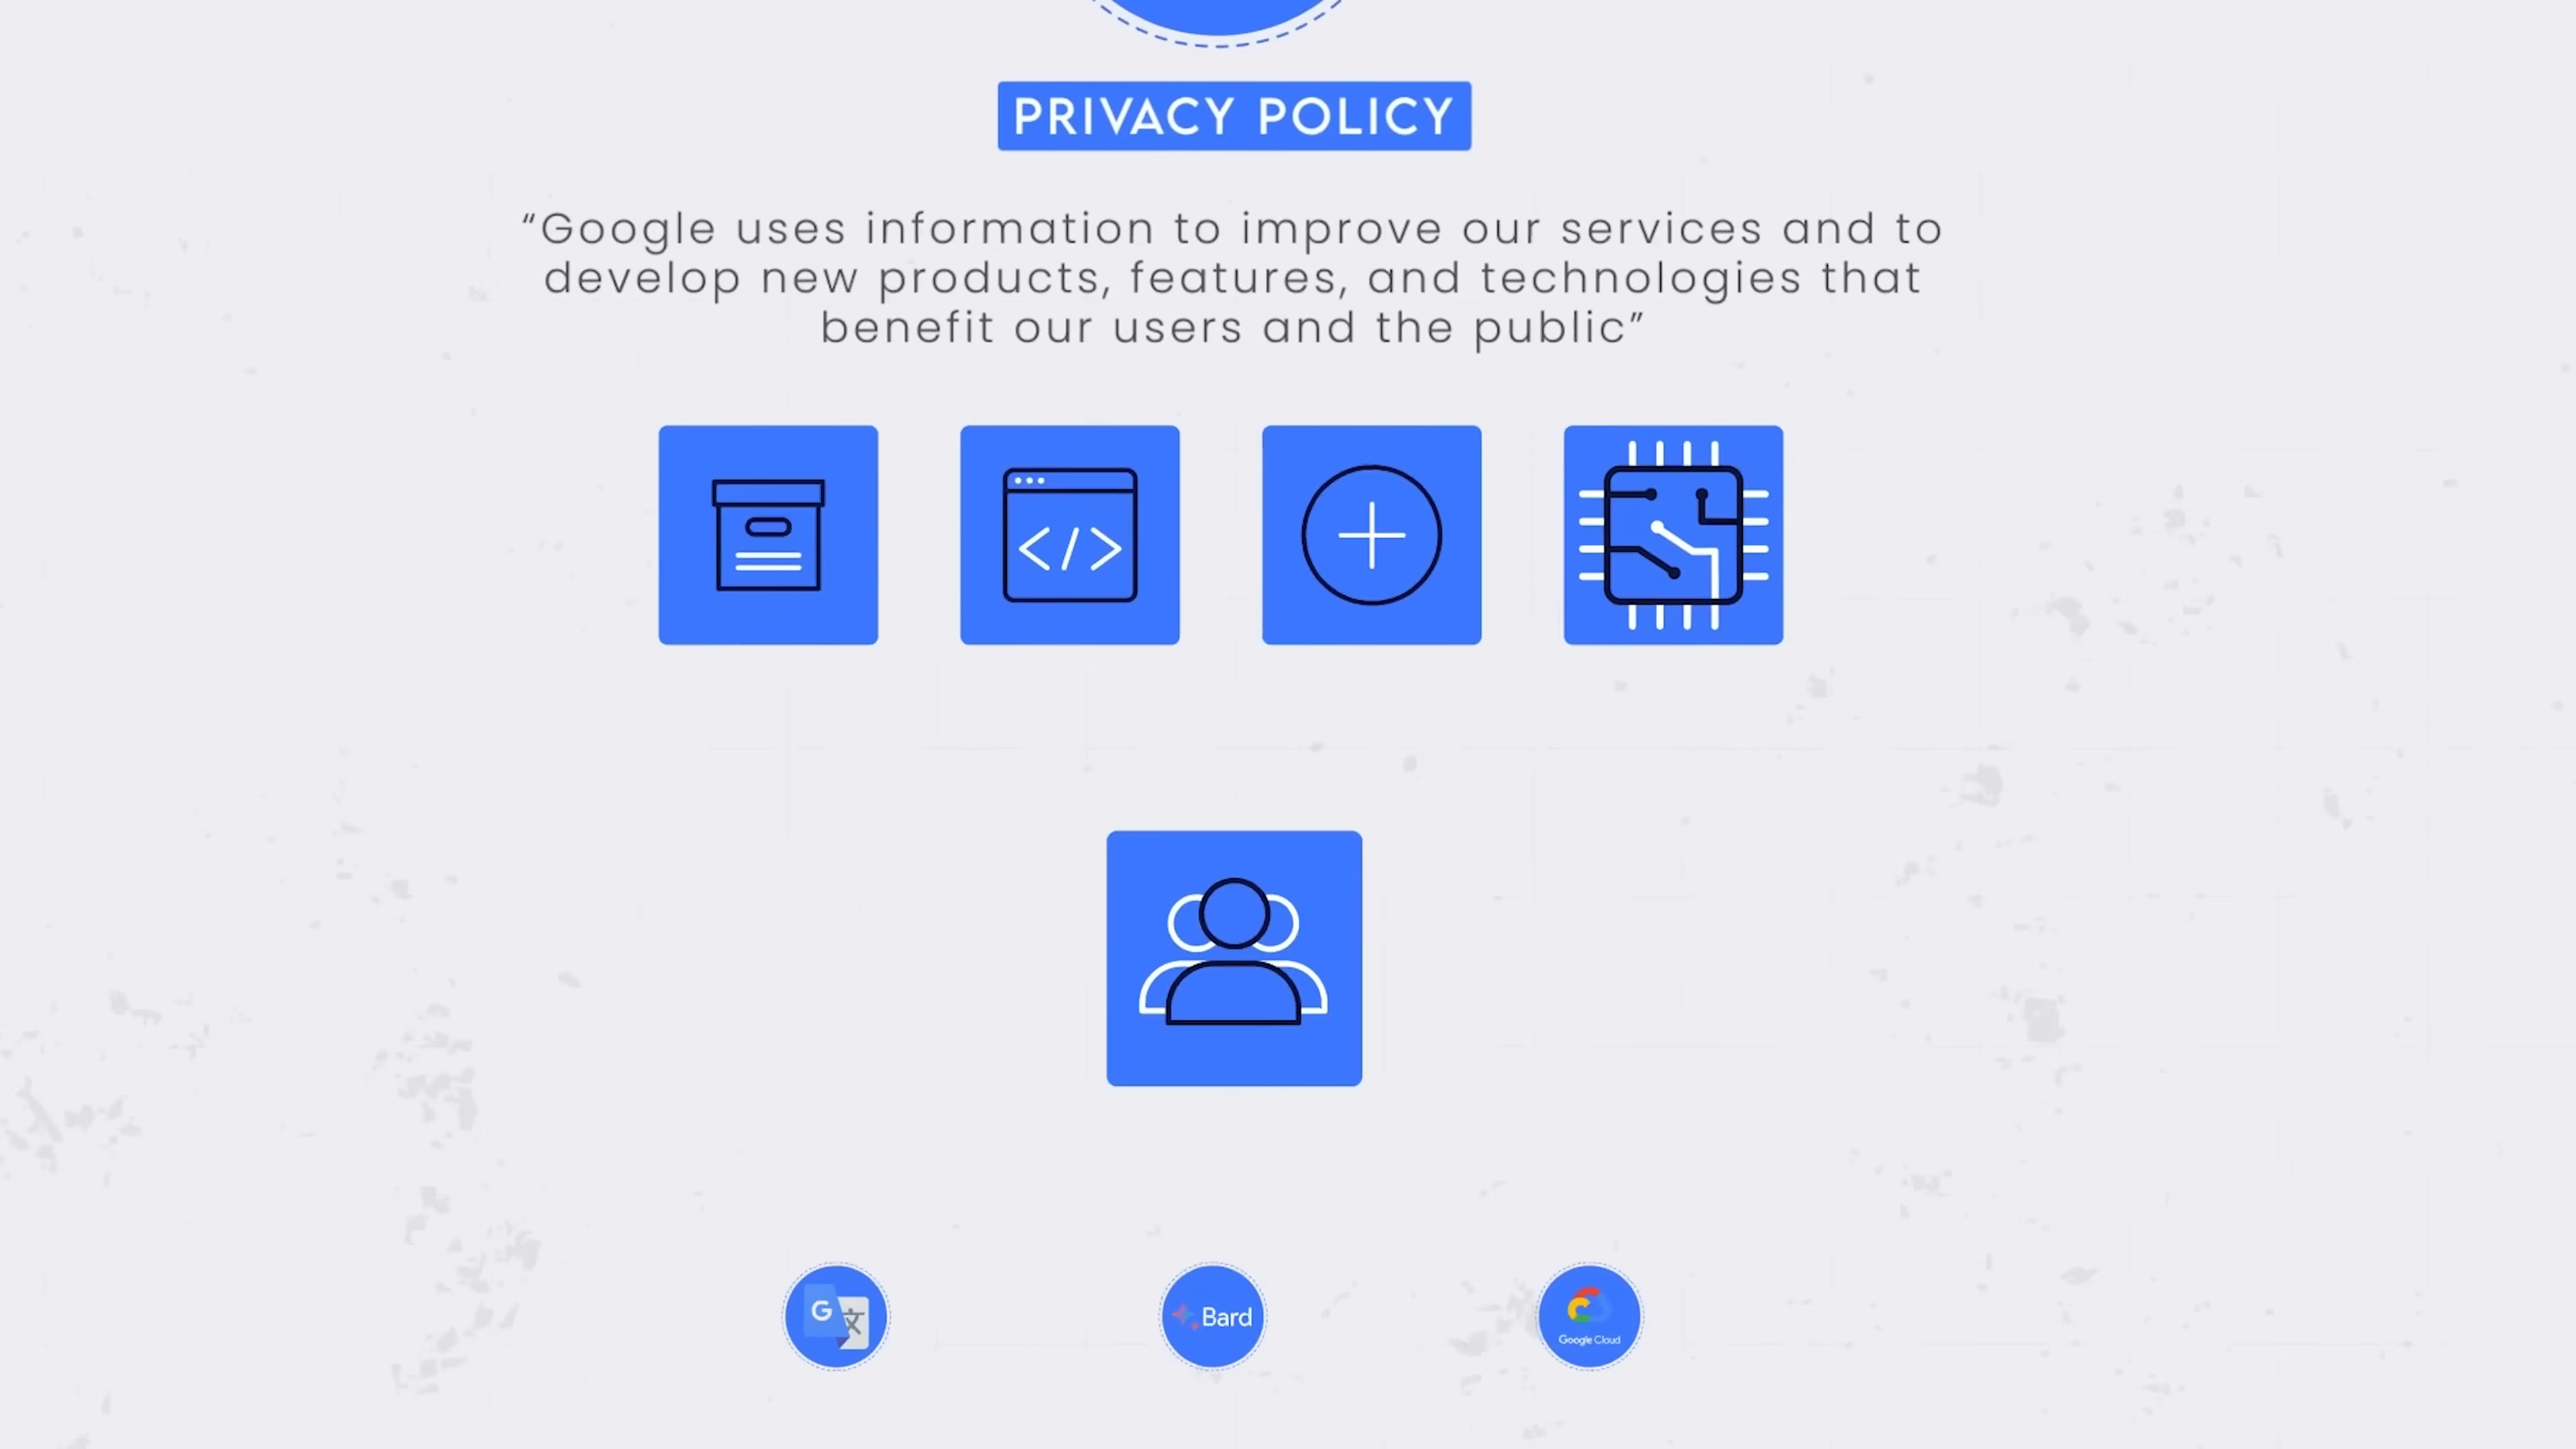 PRIVACY POLICY
“Google uses information to improve our services and to
develop new products, features, and technologies that
benefit our users and the public”
</>
G 文
Bard
Google Cloud